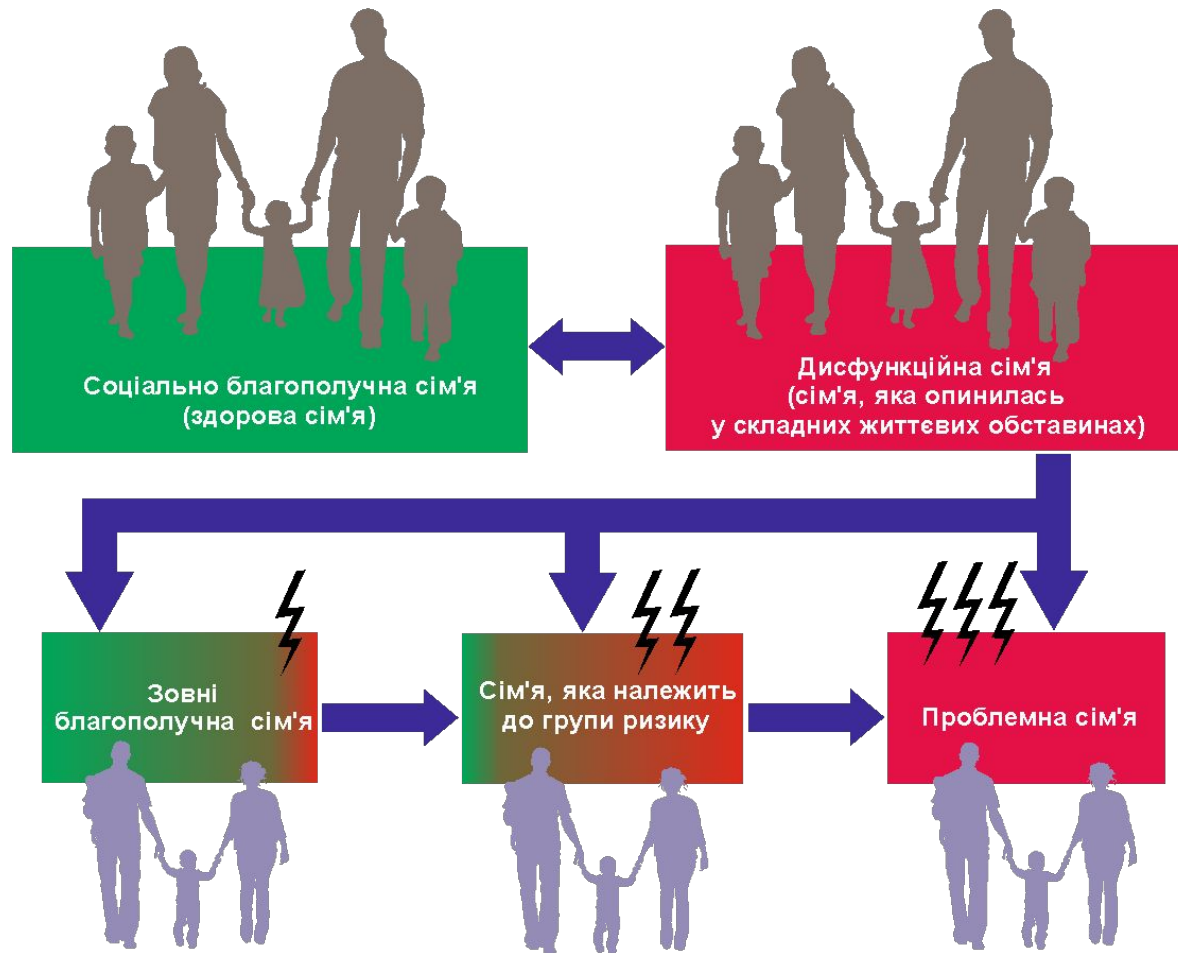 Соціально благополучна сім'я
(здорова сім'я)
Дисфункційна сім'я
(сім'я, яка опинилась
у складних життєвих обставинах)
Зовні
благополучна сім'я
Сім'я, яка належить
до групи ризику
Проблемна сім'я